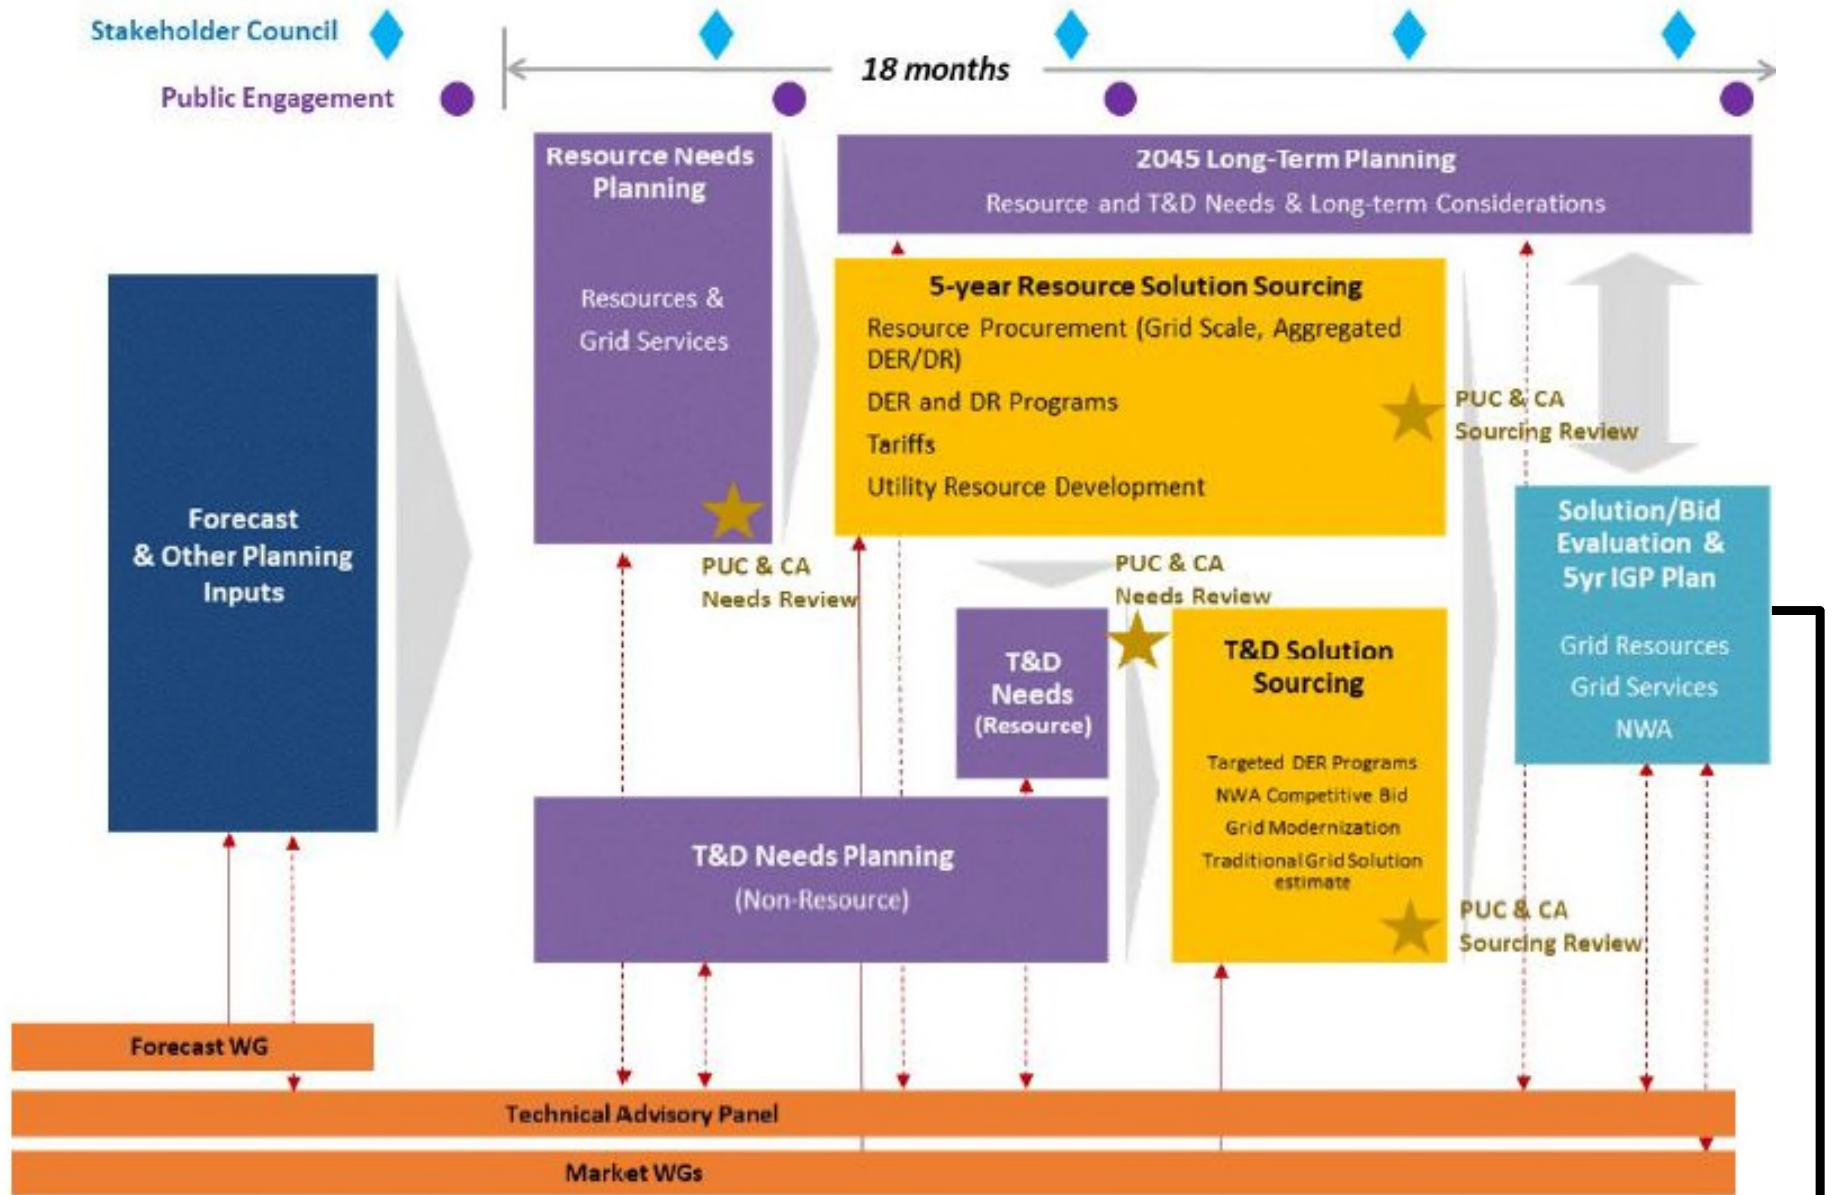 Stakeholder Council
Public Engagement
18 months
Resource Needs
Planning
Resources &
Grid Services
2045 Long-Term Planning
Resource and T&D Needs & Long-term Considerations
Forecast
& Other Planning
Inputs
5-year Resource Solution Sourcing
Resource Procurement (Grid Scale, Aggregated
DER/DR)
DER and DR Programs
Tariffs
Utility Resource Development
PUC & CA
Sourcing Review
PUC & CA
Needs Review
PUC & CA
Needs Review
Solution/Bid
Evaluation &
5yr IGP Plan
Grid Resources
Grid Services
NWA
T&D
Needs
(Resource)
T&D Solution
Sourcing
Targeted DER Programs
NWA Competitive Bid
Grid Modernization
Traditional Grid Solution
estimate
T&D Needs Planning
(Non-Resource)
PUC & CA
Sourcing Review
Forecast WG
Technical Advisory Panel
Market WGs